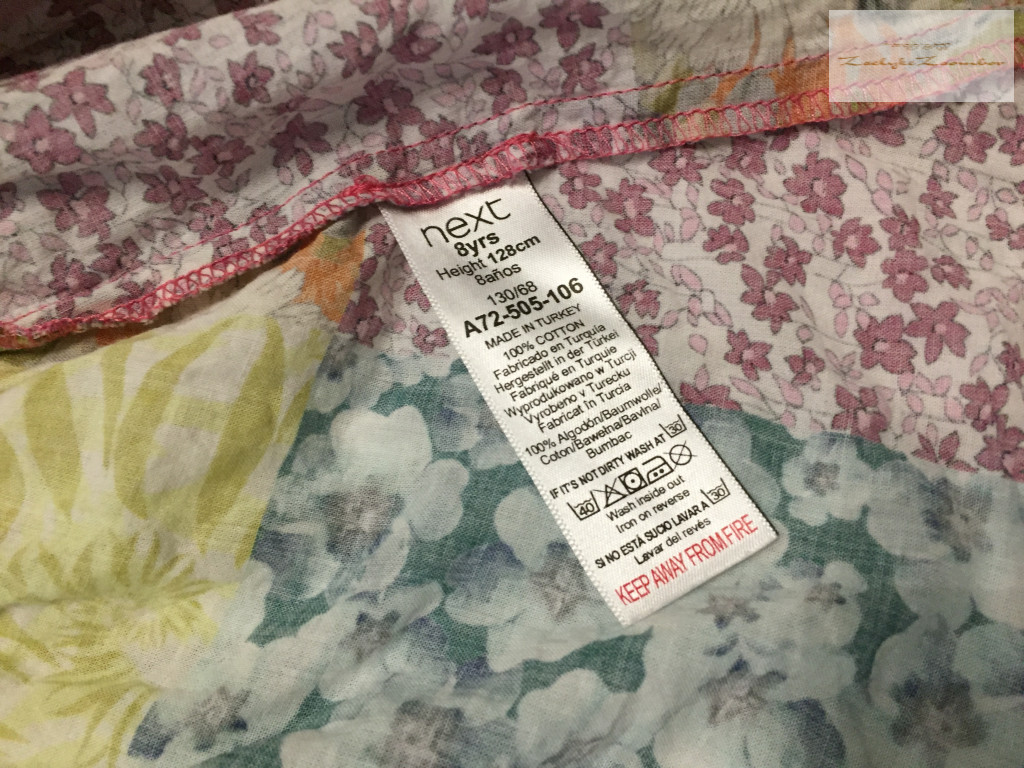 next
8yrs
Height 128cm
8años
130/68
A72-505-106
MADE IN TURKEY
100% COTTON
Fabricado en Turquía
Hergestellt in der Türkei
Fabriqué en Turquie
Wyprodukowano w Turcji
Vyrobeno v Turecku
Fabricat în Turcia
100% Algodón/Baumwolle/
Coton/Bawełna/Bavlna/
Bumbac
IF IT'S NOT DIRTY WASH AT 30
40
Wash inside out
Iron on reverse
SI NO ESTÁ SUCIO LAVAR A 30
Lavar del revés
KEEP AWAY FROM FIRE